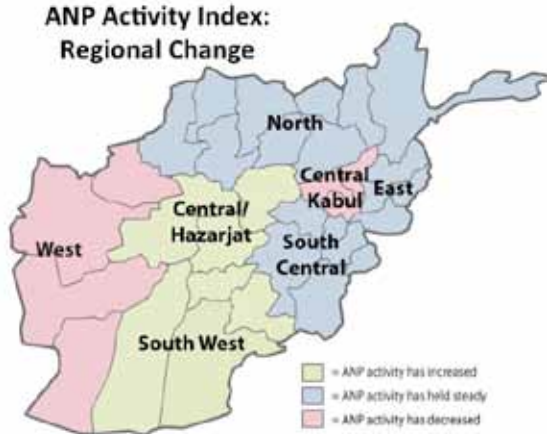 ANP Activity Index:
Regional Change
North
Central
Kabul
East
Central/
Hazarjat
West
South
Central
South West
= ANP activity has increased
= ANP activity has held steady
= ANP activity has decreased